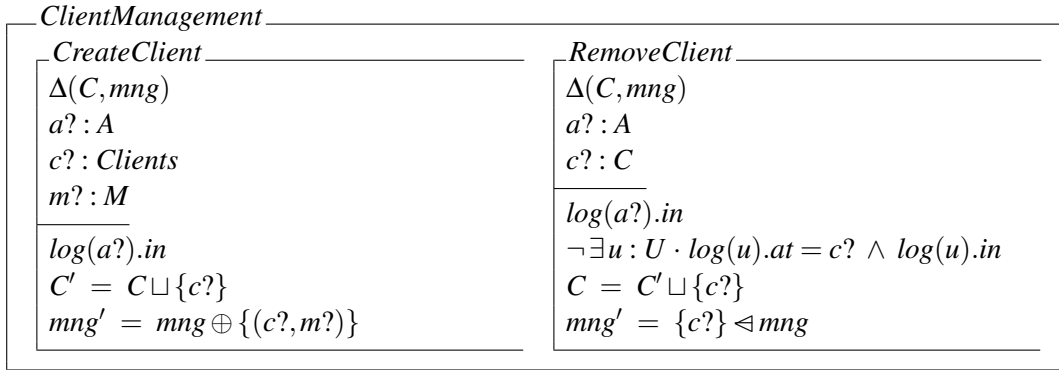 ClientManagement
CreateClient
Δ(C,mng)
a? : A
c? : Clients
m? : M
log(a?).in
C′ = C ⊔ {c?}
mng′ = mng ⊕ {(c?,m?)}
RemoveClient
Δ(C,mng)
a? : A
c? : C
log(a?).in
¬∃u : U · log(u).at = c? ∧ log(u).in
C = C′ ⊔ {c?}
mng′ = {c?} ⩤ mng